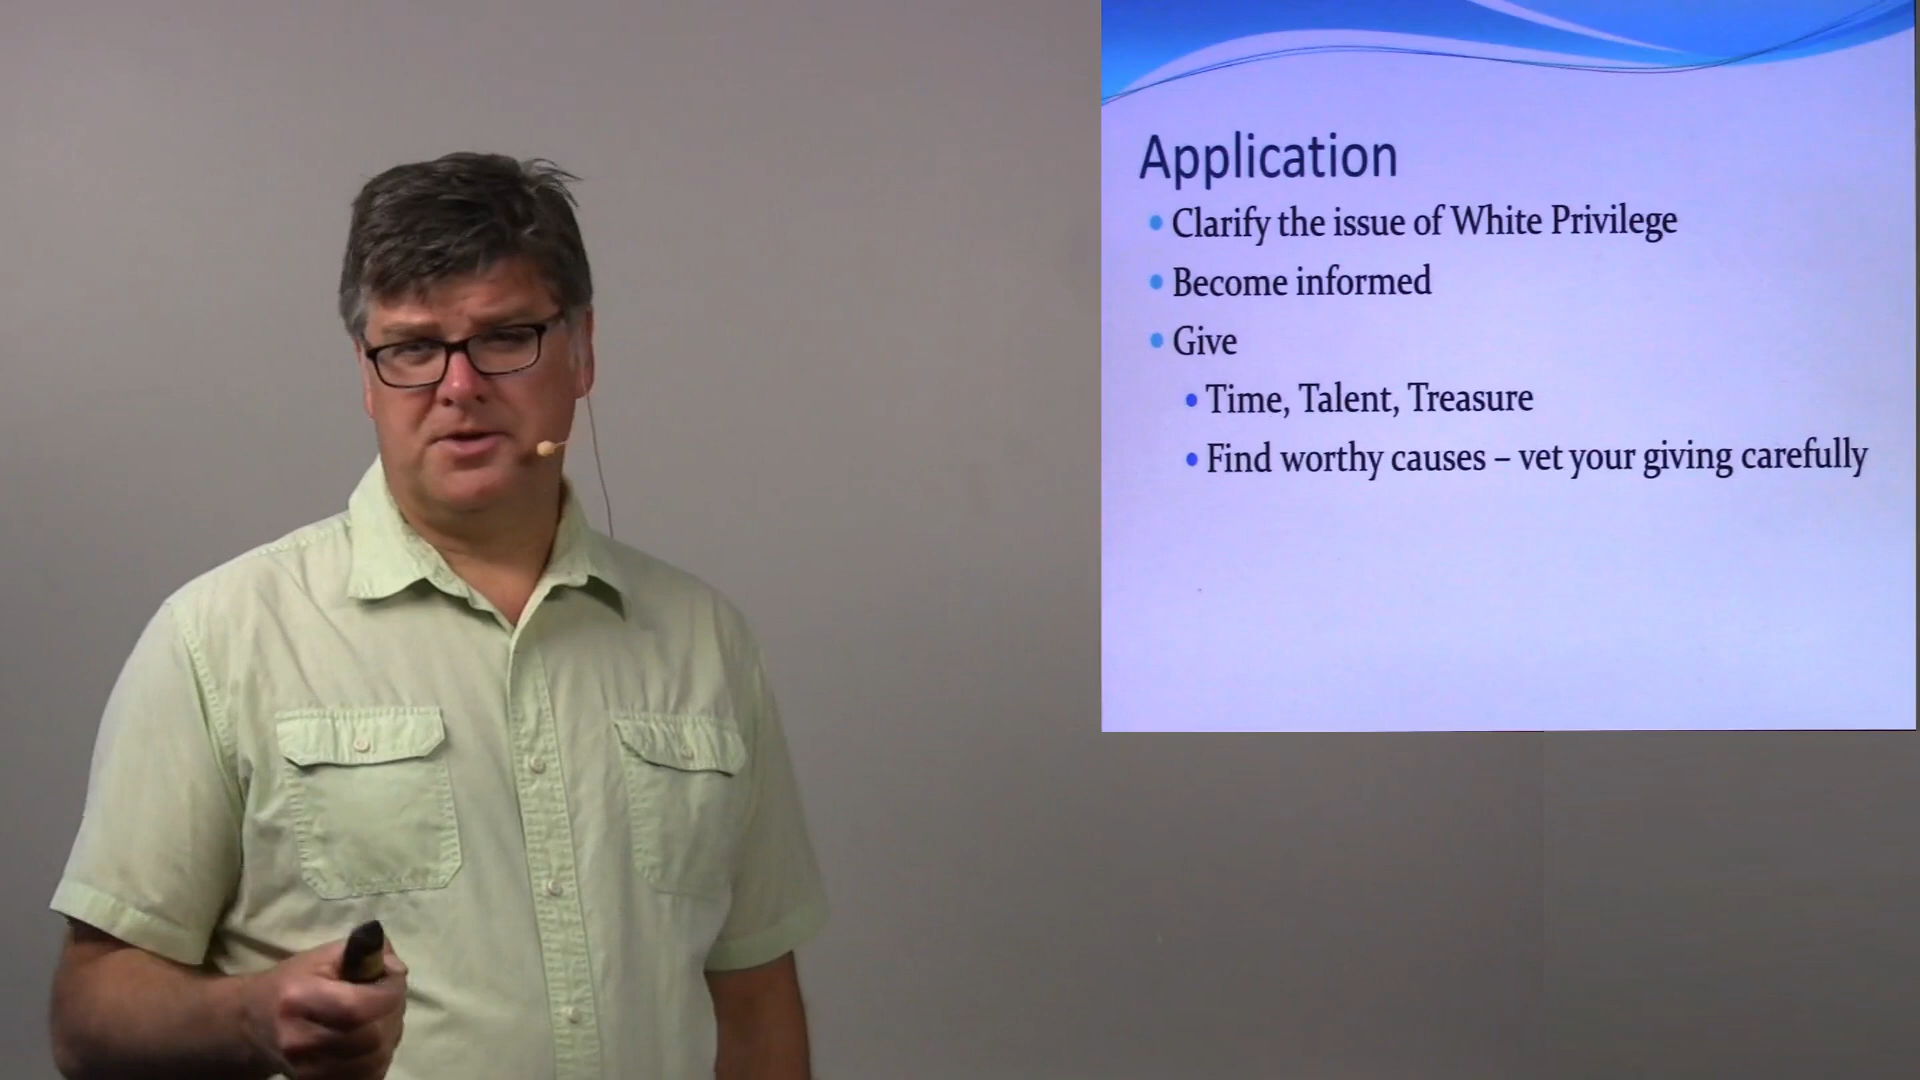 Application
Clarify the issue of White Privilege
Become informed
Give
Time, Talent, Treasure
Find worthy causes – vet your giving carefully